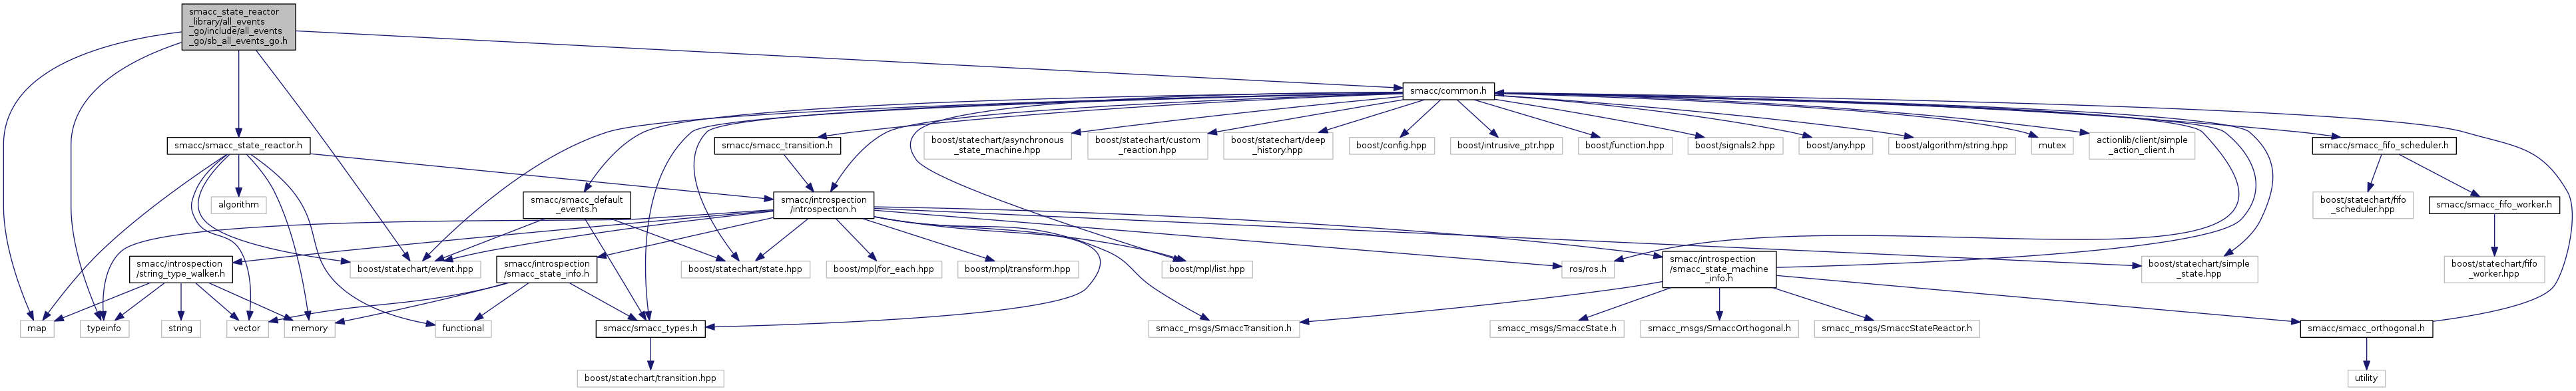 smacc_state_reactor
_library/all_events
_go/include/all_events
_go/sb_all_events_go.h
smacc/common.h
smacc/smacc_state_reactor.h
smacc/smacc_transition.h
boost/statechart/asynchronous
_state_machine.hpp
boost/statechart/custom
_reaction.hpp
boost/statechart/deep
_history.hpp
boost/config.hpp
boost/intrusive_ptr.hpp
boost/function.hpp
boost/signals2.hpp
boost/any.hpp
boost/algorithm/string.hpp
mutex
actionlib/client/simple
_action_client.h
smacc/smacc_fifo_scheduler.h
algorithm
smacc/smacc_default
_events.h
smacc/introspection
/introspection.h
boost/statechart/fifo
_scheduler.hpp
smacc/smacc_fifo_worker.h
smacc/introspection
/string_type_walker.h
boost/statechart/event.hpp
smacc/introspection
/smacc_state_info.h
boost/statechart/state.hpp
boost/mpl/for_each.hpp
boost/mpl/transform.hpp
boost/mpl/list.hpp
ros/ros.h
smacc/introspection
/smacc_state_machine
_info.h
boost/statechart/simple
_state.hpp
boost/statechart/fifo
_worker.hpp
map
typeinfo
string
vector
memory
functional
smacc/smacc_types.h
smacc_msgs/SmaccTransition.h
smacc_msgs/SmaccState.h
smacc_msgs/SmaccOrthogonal.h
smacc_msgs/SmaccStateReactor.h
smacc/smacc_orthogonal.h
boost/statechart/transition.hpp
utility